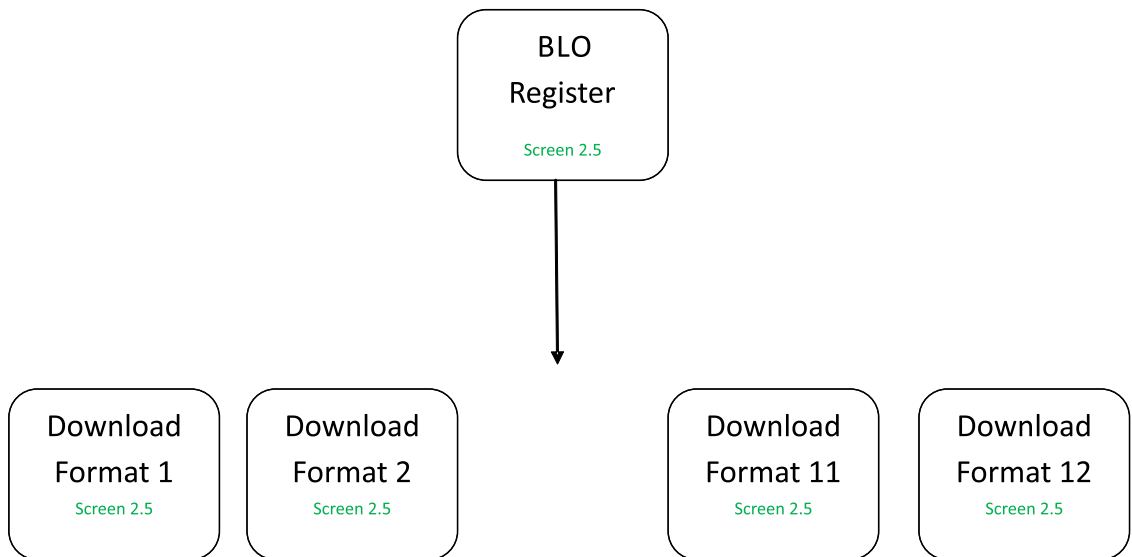 BLO
Register
Screen 2.5
Download
Format 1
Screen 2.5
Download
Format 2
Screen 2.5
Download
Format 11
Screen 2.5
Download
Format 12
Screen 2.5